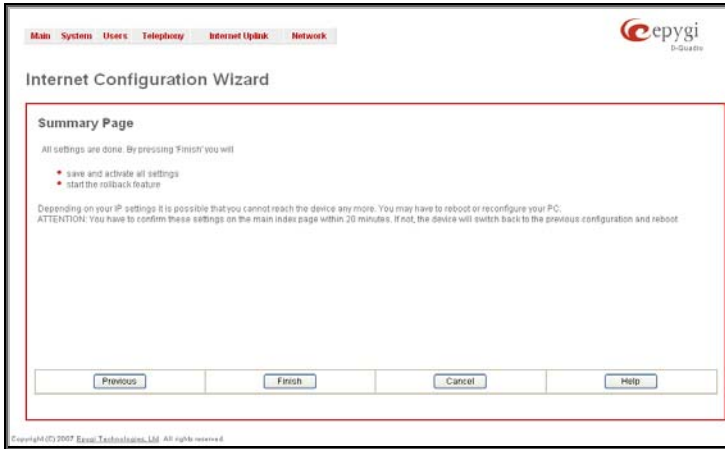 Main System Users Telephony Internet Uplink Network
epygi
D-Quadro
Internet Configuration Wizard
Summary Page
All settings are done. By pressing 'Finish' you will
save and activate all settings
start the rollback feature
Depending on your IP settings it is possible that you cannot reach the device any more. You may have to reboot or reconfigure your PC.
ATTENTION: You have to confirm these settings on the main index page within 20 minutes. If not, the device will switch back to the previous configuration and reboot
Previous Finish Cancel Help
Copyright (C) 2007 Epygi Technologies, Ltd. All rights reserved